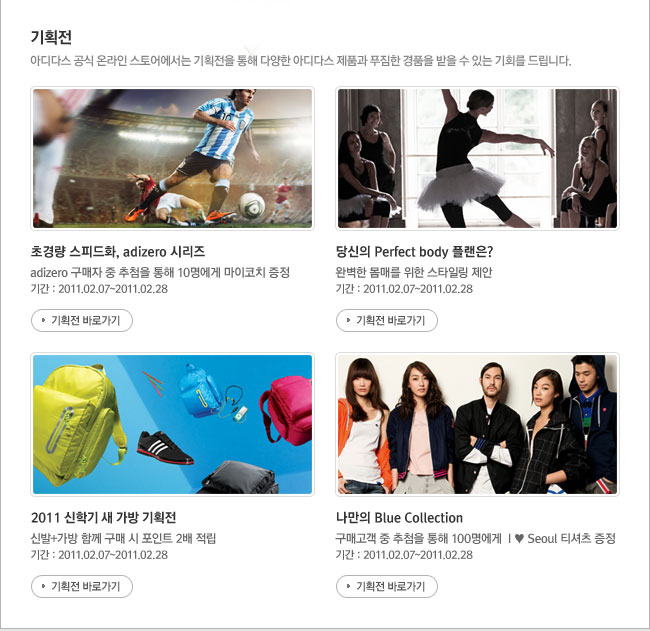 기획전
아디다스 공식 온라인 스토어에서는 기획전을 통해 다양한 아디다스 제품과 푸짐한 경품을 받을 수 있는 기회를 드립니다.
초경량 스피드화, adizero 시리즈
adizero 구매자 중 추첨을 통해 10명에게 마이코치 증정
기간 : 2011.02.07~2011.02.28
기획전 바로가기
당신의 Perfect body 플랜은?
완벽한 몸매를 위한 스타일링 제안
기간 : 2011.02.07~2011.02.28
기획전 바로가기
2011 신학기 새 가방 기획전
신발+가방 함께 구매 시 포인트 2배 적립
기간 : 2011.02.07~2011.02.28
기획전 바로가기
나만의 Blue Collection
구매고객 중 추첨을 통해 100명에게 I ♥ Seoul 티셔츠 증정
기간 : 2011.02.07~2011.02.28
기획전 바로가기